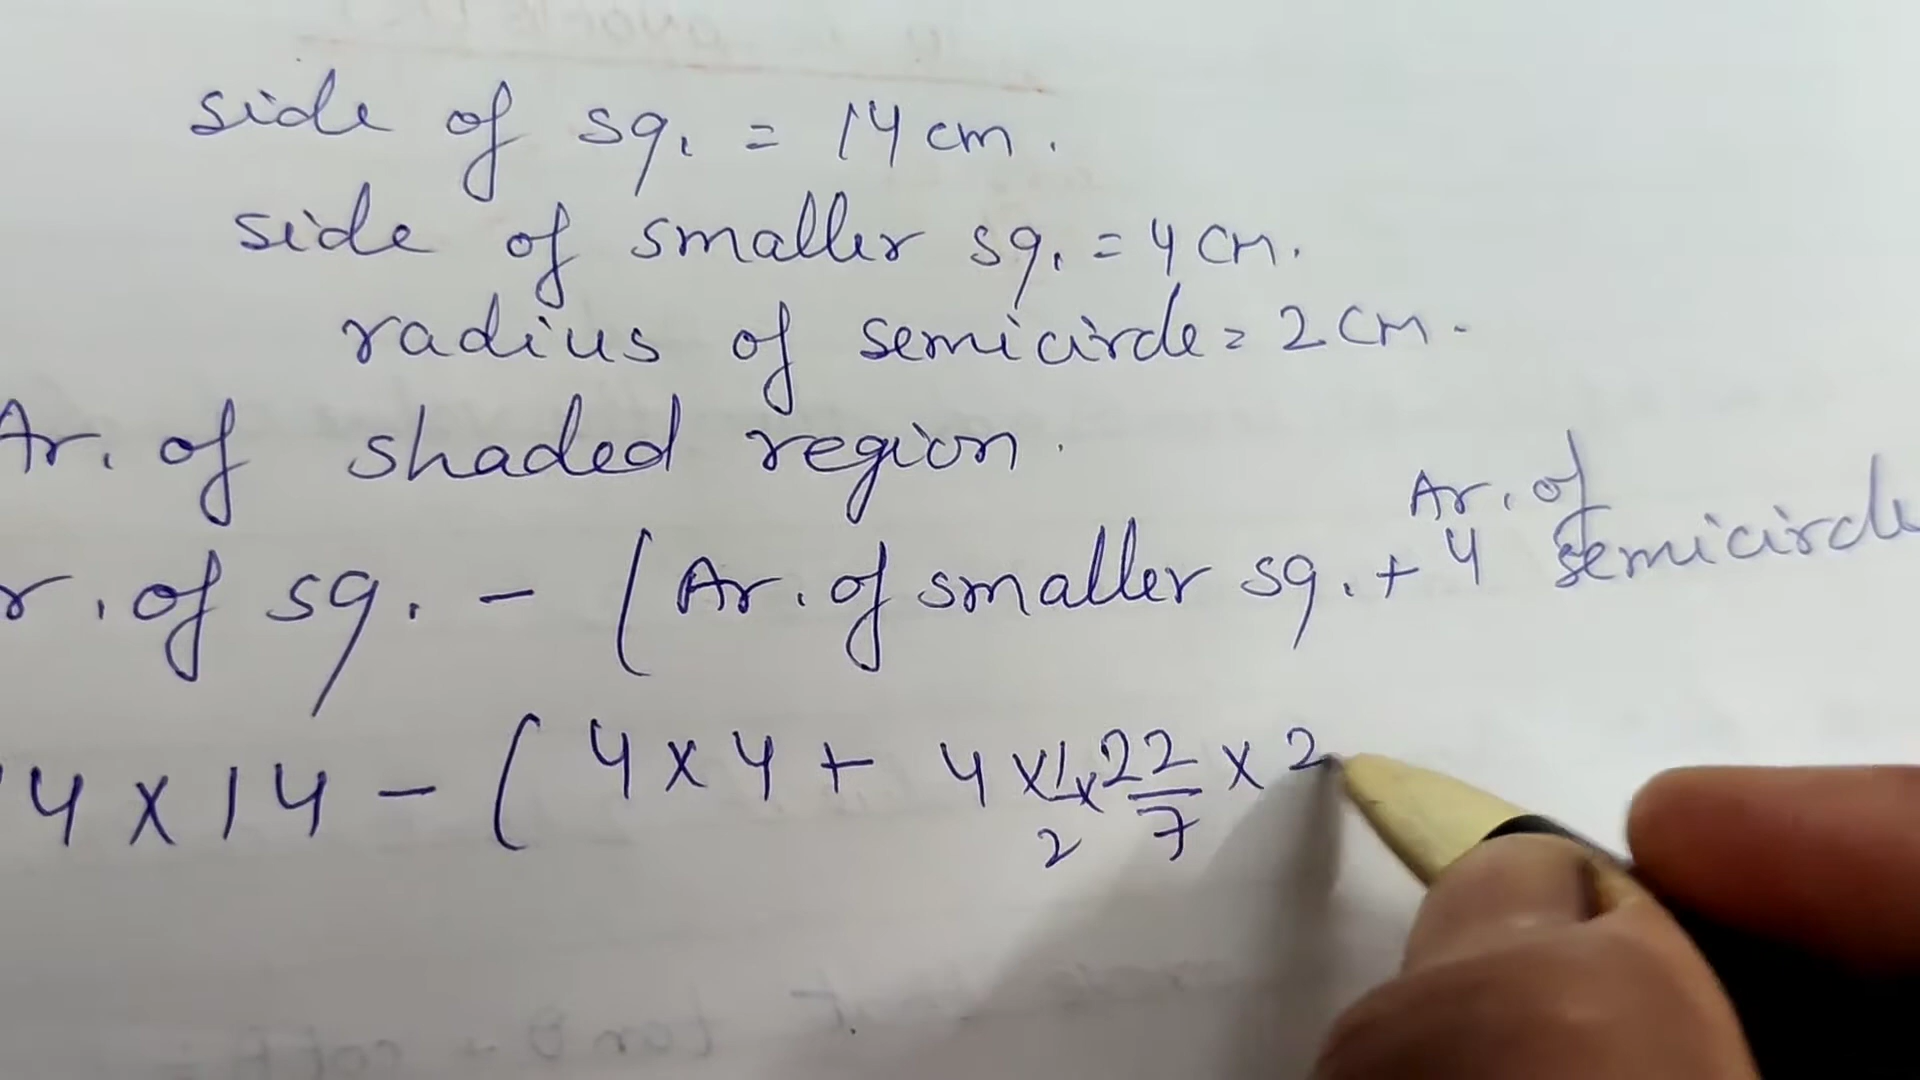 side of sq. = 14 cm.
side of smaller sq. = 4 cm.
radius of semicircle = 2 cm.
Ar. of shaded region.
r. of sq. - ( Ar. of smaller sq. + 4 Ar. of semicircle
4 x 14 - ( 4 x 4 + 4 x 1/2 x 22/7 x 2